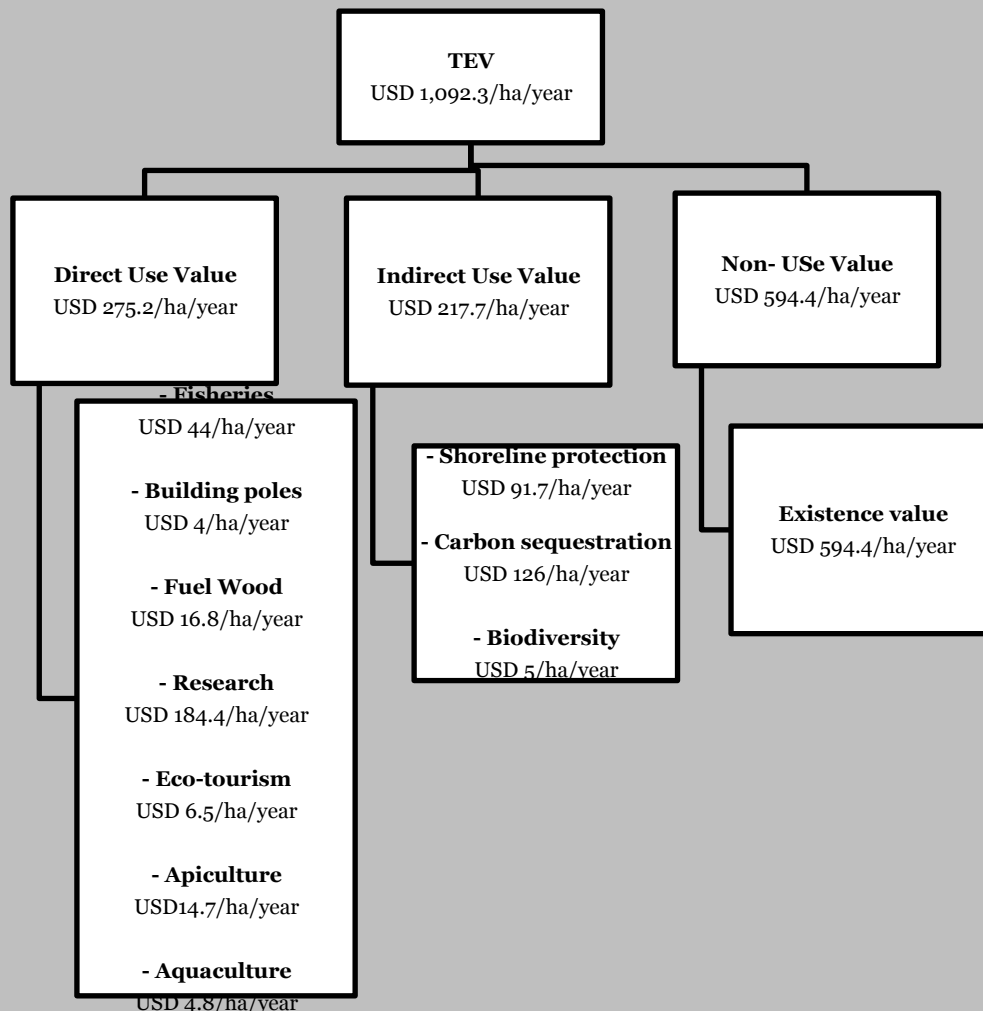 TEV
USD 1,092.3/ha/year
Direct Use Value
USD 275.2/ha/year
Indirect Use Value
USD 217.7/ha/year
Non- USe Value
USD 594.4/ha/year
- Fisheries
USD 44/ha/year
- Building poles
USD 4/ha/year
- Fuel Wood
USD 16.8/ha/year
- Research
USD 184.4/ha/year
- Eco-tourism
USD 6.5/ha/year
- Apiculture
USD14.7/ha/year
- Aquaculture
USD 4.8/ha/year
- Shoreline protection
USD 91.7/ha/year
- Carbon sequestration
USD 126/ha/year
- Biodiversity
USD 5/ha/year
Existence value
USD 594.4/ha/year